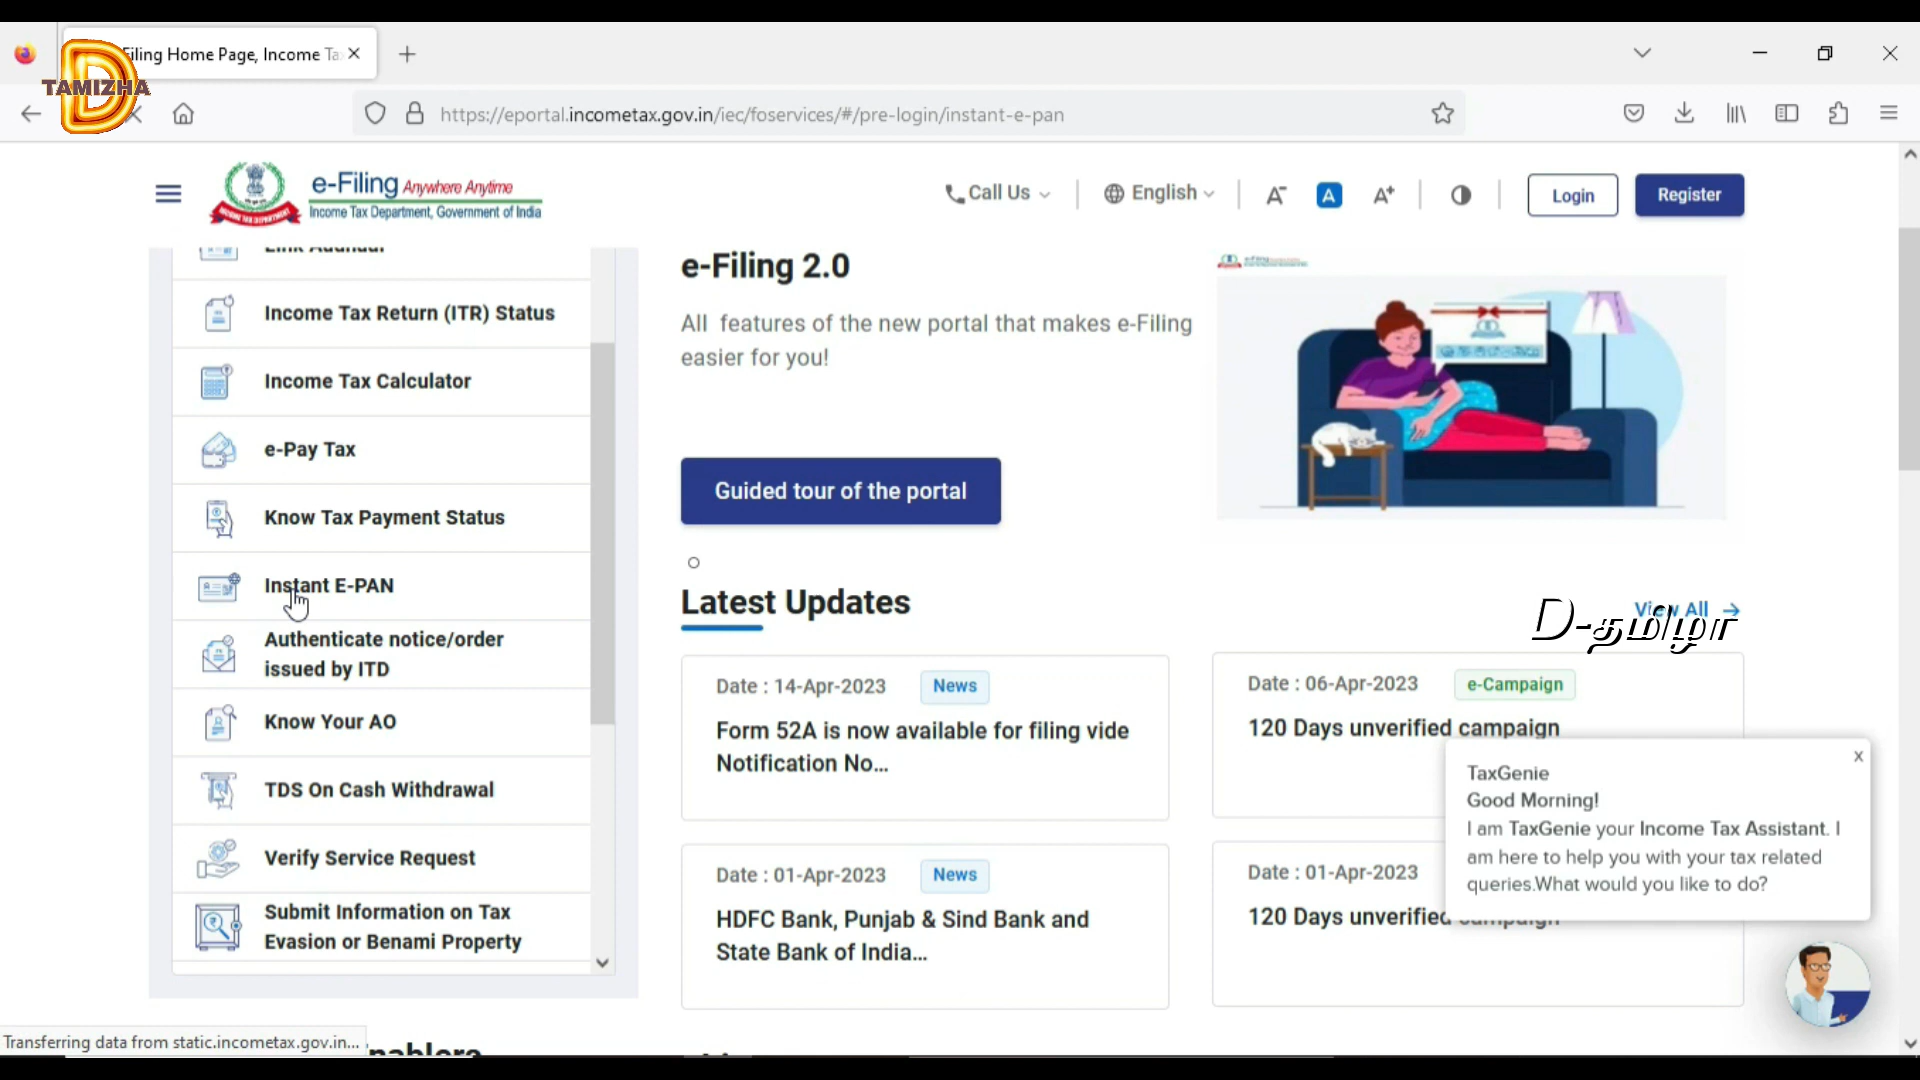 Filing Home Page, Income Ta
TAMIZHA
https://eportal.incometax.gov.in/iec/foservices/#/pre-login/instant-e-pan
e-Filing Anywhere Anytime
Income Tax Department, Government of India
Call Us
English
A-
A
A+
Login
Register
Link Aadhaar
Income Tax Return (ITR) Status
Income Tax Calculator
e-Pay Tax
Know Tax Payment Status
Instant E-PAN
Authenticate notice/order
issued by ITD
Know Your AO
TDS On Cash Withdrawal
Verify Service Request
Submit Information on Tax
Evasion or Benami Property
e-Filing 2.0
All features of the new portal that makes e-Filing
easier for you!
Guided tour of the portal
Latest Updates
View All
D-தமிழா
Date : 14-Apr-2023 News
Form 52A is now available for filing vide
Notification No...
Date : 06-Apr-2023 e-Campaign
120 Days unverified campaign
Date : 01-Apr-2023 News
HDFC Bank, Punjab & Sind Bank and
State Bank of India...
Date : 01-Apr-2023
120 Days unverified campaign
x
TaxGenie
Good Morning!
I am TaxGenie your Income Tax Assistant. I
am here to help you with your tax related
queries.What would you like to do?
Transferring data from static.incometax.gov.in...